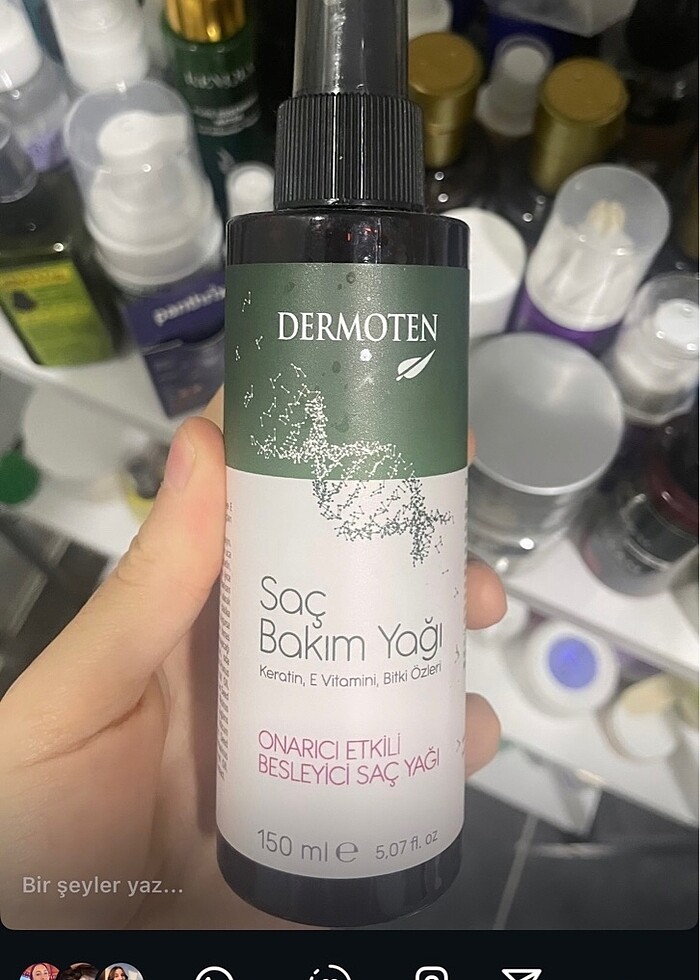 DERMOTEN
Saç
Bakım Yağı
Keratin, E Vitamini, Bitki Özleri
ONARICI ETKİLİ
BESLEYİCİ SAÇ YAĞI
150 ml e 5,07 fl. oz
Bir şeyler yaz...